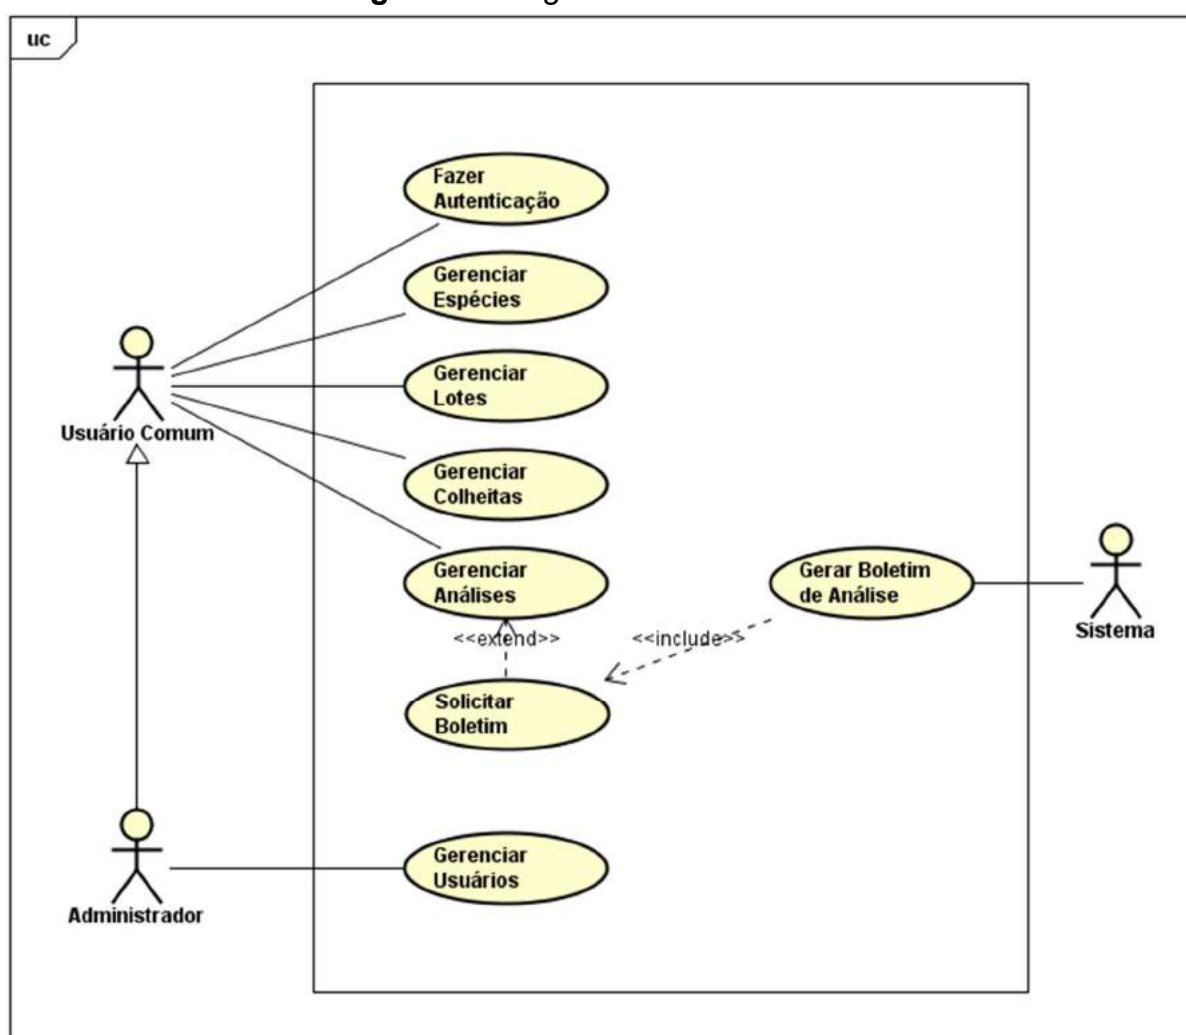 uc
Fazer
Autenticação
Gerenciar
Espécies
Gerenciar
Lotes
Usuário Comum
Gerenciar
Colheitas
Gerenciar
Análises
Gerar Boletim
de Análise
<<extend>>
<<include>>
Sistema
Solicitar
Boletim
Gerenciar
Usuários
Administrador